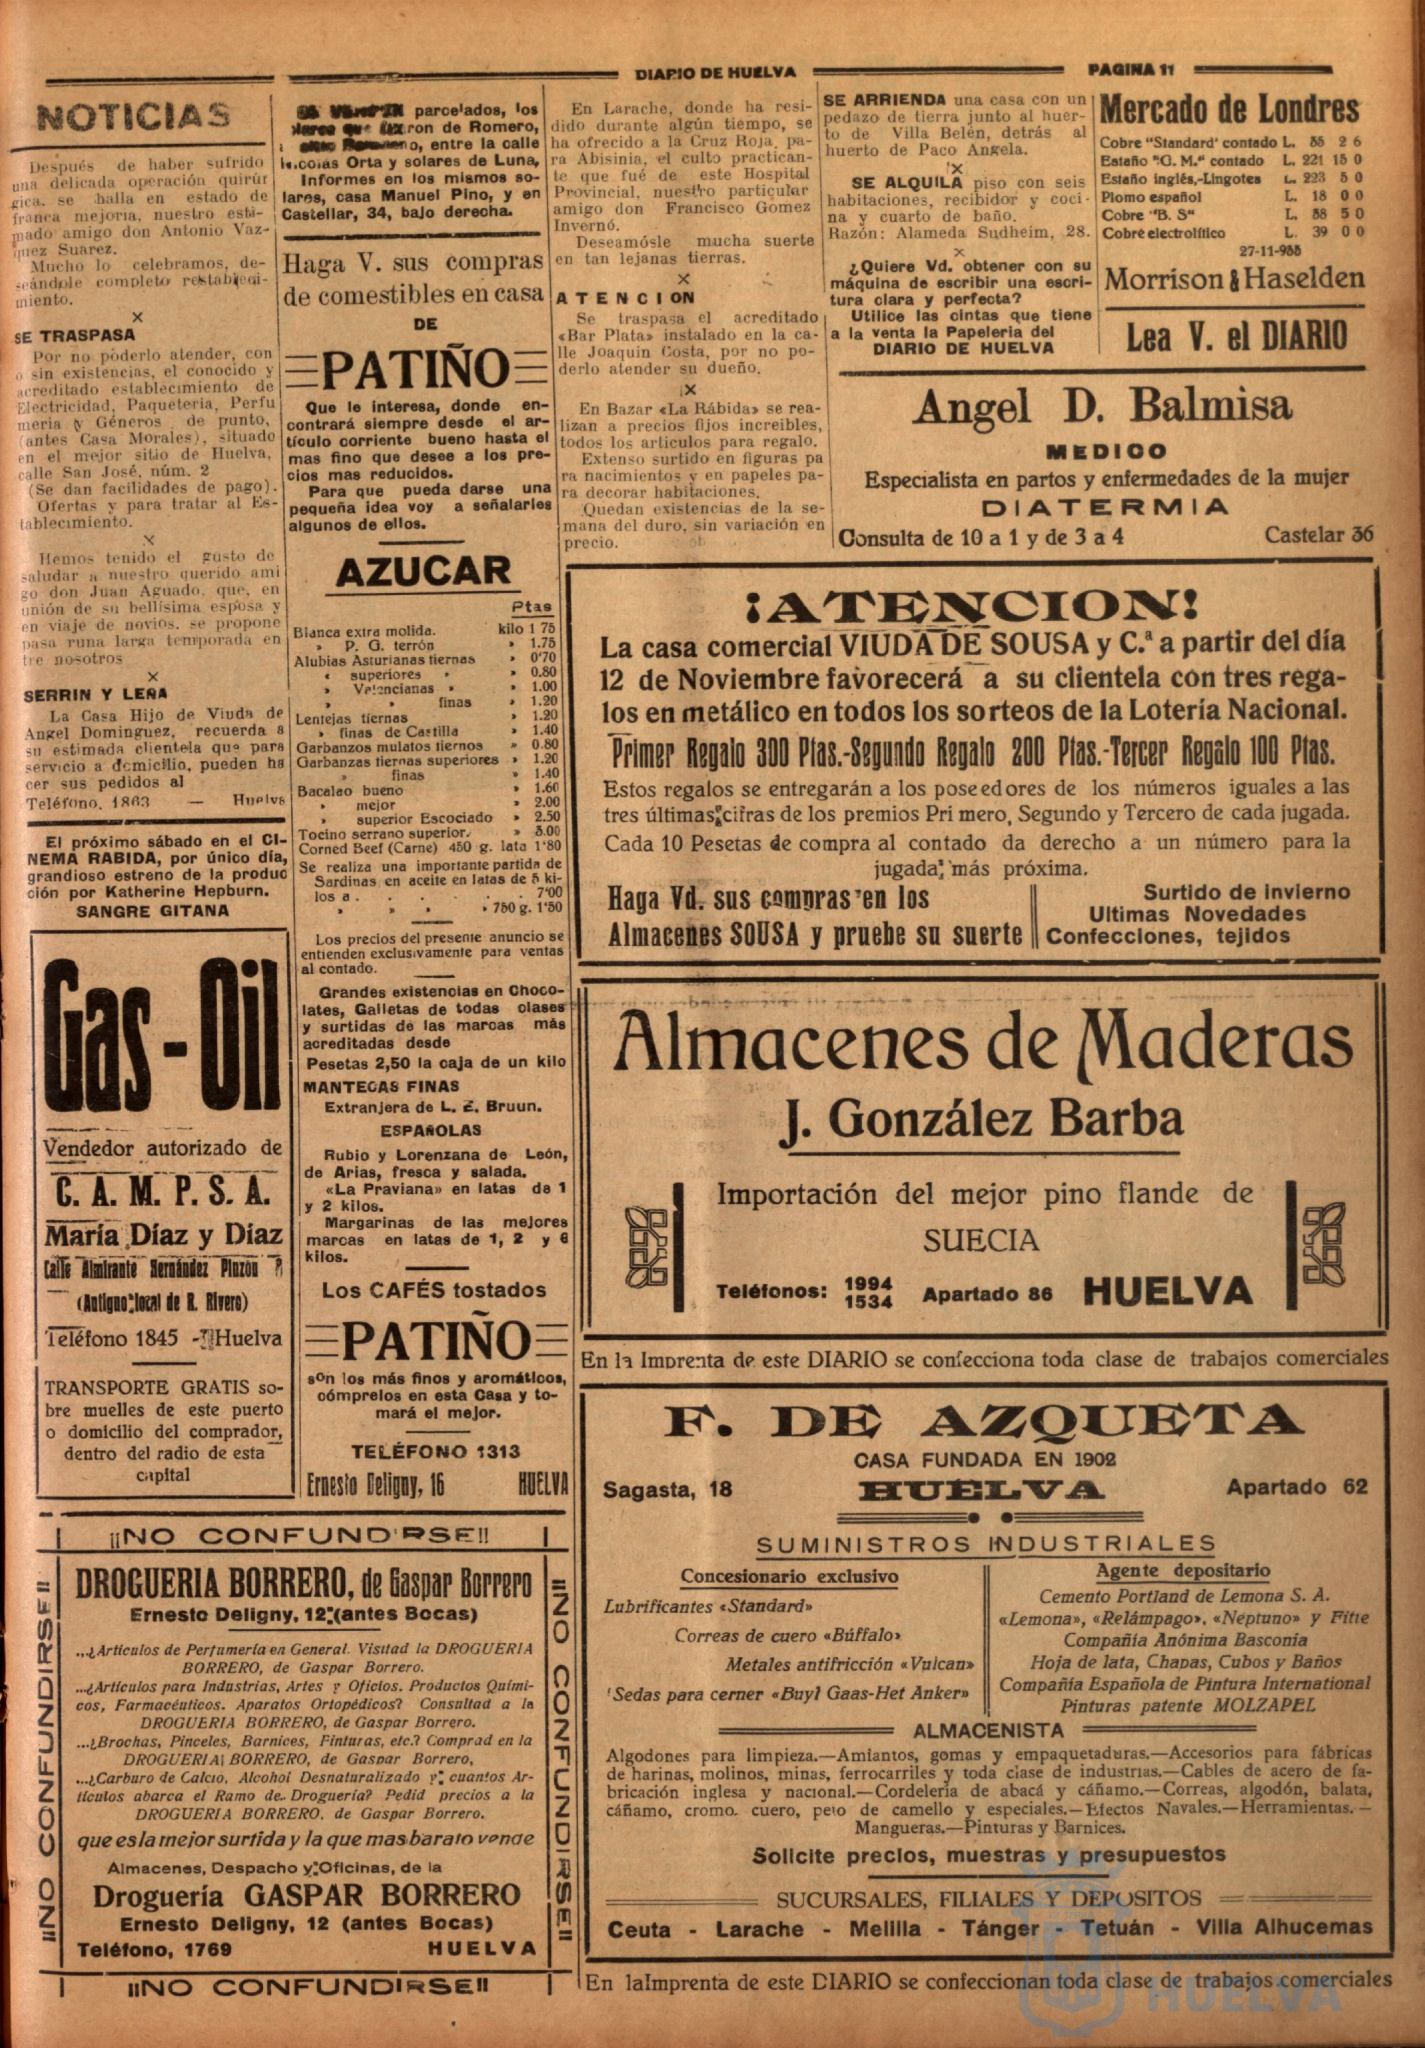 DIARIO DE HUELVA
PAGINA 11
NOTICIAS
Después de haber sufrido
una delicada operación quirúr
gica, se halla en estado de
franca mejoria, nuestro esti-
mado amigo don Antonio Vaz-
quez Suarez.
Mucho lo celebramos, de-
seándole completo restableci-
miento.
×
SE TRASPASA
Por no poderlo atender, con
o sin existencias, el conocido y
acreditado establecimiento de
Electricidad, Paqueteria, Perfu
meria y Géneros de punto,
(antes Casa Morales), situado
en el mejor sitio de Huelva,
calle San José, núm. 2
(Se dan facilidades de pago).
Ofertas y para tratar al Es-
tablecimiento.
×
Hemos tenido el gusto de
saludar a nuestro querido ami
go don Juan Aguado, que, en
unión de su bellísima esposa y
en viaje de novios, se propone
pasa runa larga temporada en
tre nosotros
×
SERRIN Y LEÑA
La Casa Hijo de Viuda de
Angel Dominguez, recuerda a
su estimada clientela que para
servicio a domicilio, pueden ha
cer sus pedidos al
Teléfono, 1863 — Huelva
El próximo sábado en el CI-
NEMA RABIDA, por único día,
grandioso estreno de la produc
ción por Katherine Hepburn.
SANGRE GITANA
Gas-Oil
Vendedor autorizado de
C. A. M. P. S. A.
María Díaz y Díaz
Calle Almirante Hernández Pinzón
(Antiguo local de R. Rivero)
Teléfono 1845 - Huelva
TRANSPORTE GRATIS so-
bre muelles de este puerto
o domicilio del comprador,
dentro del radio de esta
capital
parcelados, los
que fueron de Romero,
entre la calle
Nicolás Orta y solares de Luna,
Informes en los mismos so-
lares, casa Manuel Pino, y en
Castellar, 34, bajo derecha.
Haga V. sus compras
de comestibles en casa
DE
PATIÑO
Que le interesa, donde en-
contrará siempre desde el ar-
tículo corriente bueno hasta el
mas fino que desee a los pre-
cios mas reducidos.
Para que pueda darse una
pequeña idea voy a señalarles
algunos de ellos.
AZUCAR
Ptas
Blanca extra molida. kilo 1 75
» P. G. terrón » 1.75
Alubias Asturianas tiernas » 0'70
« superiores » » 0.80
» Valencianas » » 1.00
» » finas » 1.20
Lentejas tiernas » 1.20
» finas de Castilla » 1.40
Garbanzos mulatos tiernos » 0.80
Garbanzas tiernas superiores » 1.20
» finas » 1.40
Bacalao bueno » 1.60
» mejor » 2.00
» superior Escociado » 2.50
Tocino serrano superior. » 3.00
Corned Beef (Carne) 450 g. lata 1'80
Se realiza una importante partida de
Sardinas en aceite en latas de 5 ki-
los a . . . . . . 7'00
» » » » 750 g. 1'50
Los precios del presente anuncio se
entienden exclusivamente para ventas
al contado.
Grandes existencias en Choco-
lates, Galletas de todas clases
y surtidas de las marcas más
acreditadas desde
Pesetas 2,50 la caja de un kilo
MANTECAS FINAS
Extranjera de L. E. Bruun.
ESPAÑOLAS
Rubio y Lorenzana de León,
de Arias, fresca y salada.
«La Praviana» en latas de 1
y 2 kilos.
Margarinas de las mejores
marcas en latas de 1, 2 y 6
kilos.
Los CAFÉS tostados
PATIÑO
son los más finos y aromáticos,
cómprelos en esta Casa y to-
mará el mejor.
TELÉFONO 1313
Ernesto Deligny, 16 HUELVA
¡¡NO CONFUNDIRSE!!
¡¡NO CONFUNDIRSE!!
¡¡NO CONFUNDIRSE!!
DROGUERIA BORRERO, de Gaspar Borrero
Ernesto Deligny, 12 (antes Bocas)
...¿Artículos de Perfumería en General. Visitad la DROGUERIA
BORRERO, de Gaspar Borrero.
...¿Artículos para Industrias, Artes y Oficios. Productos Quími-
cos, Farmacéuticos. Aparatos Ortopédicos? Consultad a la
DROGUERIA BORRERO, de Gaspar Borrero.
...¿Brochas, Pinceles, Barnices, Pinturas, etc.? Comprad en la
DROGUERIA BORRERO, de Gaspar Borrero,
...¿Carburo de Calcio, Alcohol Desnaturalizado y cuantos Ar-
tículos abarca el Ramo de Droguería? Pedid precios a la
DROGUERIA BORRERO, de Gaspar Borrero.
que es la mejor surtida y la que mas barato vende
Almacenes, Despacho y Oficinas, de la
Droguería GASPAR BORRERO
Ernesto Deligny, 12 (antes Bocas)
Teléfono, 1769 HUELVA
¡¡NO CONFUNDIRSE!!
En Larache, donde ha resi-
dido durante algún tiempo, se
ha ofrecido a la Cruz Roja, pa-
ra Abisinia, el culto practican-
te que fué de este Hospital
Provincial, nuestro particular
amigo don Francisco Gómez
Invernó.
Deseamósle mucha suerte
en tan lejanas tierras.
×
ATENCION
Se traspasa el acreditado
«Bar Plata» instalado en la ca-
lle Joaquin Costa, por no po-
derlo atender su dueño.
×
En Bazar «La Rábida» se rea-
lizan a precios fijos increibles,
todos los articulos para regalo.
Extenso surtido en figuras pa
ra nacimientos y en papeles pa-
ra decorar habitaciones.
Quedan existencias de la se-
mana del duro, sin variación en
precio.
SE ARRIENDA una casa con un
pedazo de tierra junto al huer-
to de Villa Belén, detrás al
huerto de Paco Angela.
×
SE ALQUILA piso con seis
habitaciones, recibidor y coci-
na y cuarto de baño.
Razón: Alameda Sudheim, 28.
×
¿Quiere Vd. obtener con su
máquina de escribir una escri-
tura clara y perfecta?
Utilice las cintas que tiene
a la venta la Papeleria del
DIARIO DE HUELVA
Mercado de Londres
Cobre "Standard' contado L. 35 2 6
Estaño "G. M." contado L. 221 15 0
Estaño inglés,-Lingotes L. 223 5 0
Plomo español L. 18 0 0
Cobre "B. S" L. 38 5 0
Cobre electrolítico L. 39 0 0
27-11-935
Morrison & Haselden
Lea V. el DIARIO
Angel D. Balmisa
MEDICO
Especialista en partos y enfermedades de la mujer
DIATERMIA
Consulta de 10 a 1 y de 3 a 4 Castelar 36
¡ATENCION!
La casa comercial VIUDA DE SOUSA y C.ª a partir del día
12 de Noviembre favorecerá a su clientela con tres rega-
los en metálico en todos los sorteos de la Lotería Nacional.
Primer Regalo 300 Ptas.-Segundo Regalo 200 Ptas.-Tercer Regalo 100 Ptas.
Estos regalos se entregarán a los poseedores de los números iguales a las
tres últimas cifras de los premios Pri mero, Segundo y Tercero de cada jugada.
Cada 10 Pesetas de compra al contado da derecho a un número para la
jugada más próxima.
Haga Vd. sus compras en los
Almacenes SOUSA y pruebe su suerte
Surtido de invierno
Ultimas Novedades
Confecciones, tejidos
Almacenes de Maderas
J. González Barba
Importación del mejor pino flande de
SUECIA
Teléfonos: 1994
1534
Apartado 86 HUELVA
En la Imprenta de este DIARIO se confecciona toda clase de trabajos comerciales
F. DE AZQUETA
CASA FUNDADA EN 1902
Sagasta, 18 HUELVA Apartado 62
SUMINISTROS INDUSTRIALES
Concesionario exclusivo
Lubrificantes «Standard»
Correas de cuero «Búffalo»
Metales antifricción «Vulcan»
Sedas para cerner «Buyl Gaas-Het Anker»
Agente depositario
Cemento Portland de Lemona S. A.
«Lemona», «Relámpago», «Neptuno» y Fitie
Compañía Anónima Basconia
Hoja de lata, Chapas, Cubos y Baños
Compañía Española de Pintura International
Pinturas patente MOLZAPEL
ALMACENISTA
Algodones para limpieza.—Amiantos, gomas y empaquetaduras.—Accesorios para fábricas
de harinas, molinos, minas, ferrocarriles y toda clase de industrias.—Cables de acero de fa-
bricación inglesa y nacional.—Cordelería de abacá y cáñamo.—Correas, algodón, balata,
cáñamo, cromo, cuero, pelo de camello y especiales.—Efectos Navales.—Herramientas.—
Mangueras.—Pinturas y Barnices.
Solicite precios, muestras y presupuestos
SUCURSALES, FILIALES Y DEPOSITOS
Ceuta - Larache - Melilla - Tánger - Tetuán - Villa Alhucemas
En la Imprenta de este DIARIO se confeccionan toda clase de trabajos comerciales
HUELVA